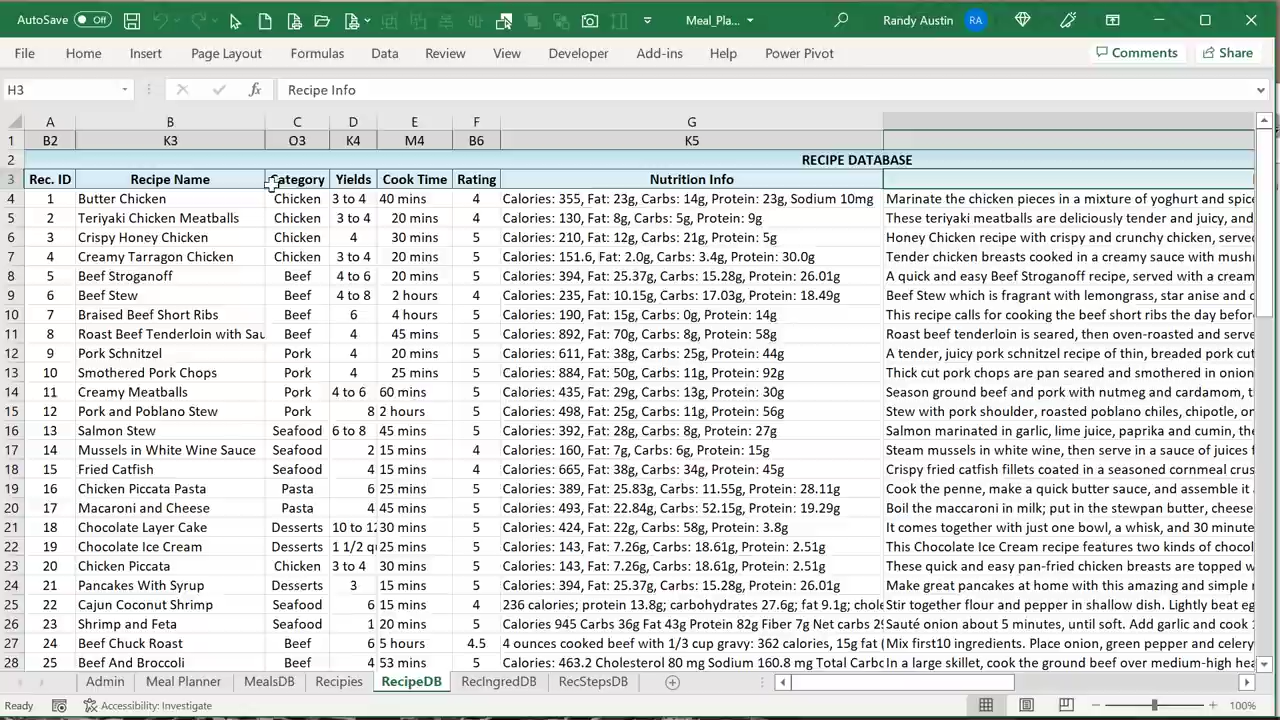 AutoSave Off Meal_Pla... Randy Austin RA
File Home Insert Page Layout Formulas Data Review View Developer Add-ins Help Power Pivot Comments Share
H3 fx Recipe Info
A B C D E F G
1 B2 K3 O3 K4 M4 B6 K5
2 RECIPE DATABASE
3 Rec. ID Recipe Name Category Yields Cook Time Rating Nutrition Info
4 1 Butter Chicken Chicken 3 to 4 40 mins 4 Calories: 355, Fat: 23g, Carbs: 14g, Protein: 23g, Sodium 10mg Marinate the chicken pieces in a mixture of yoghurt and spice
5 2 Teriyaki Chicken Meatballs Chicken 3 to 4 20 mins 4 Calories: 130, Fat: 8g, Carbs: 5g, Protein: 9g These teriyaki meatballs are deliciously tender and juicy, and
6 3 Crispy Honey Chicken Chicken 4 30 mins 5 Calories: 210, Fat: 12g, Carbs: 21g, Protein: 5g Honey Chicken recipe with crispy and crunchy chicken, serve
7 4 Creamy Tarragon Chicken Chicken 3 to 4 20 mins 5 Calories: 151.6, Fat: 2.0g, Carbs: 3.4g, Protein: 30.0g Tender chicken breasts cooked in a creamy sauce with mush
8 5 Beef Stroganoff Beef 4 to 6 20 mins 5 Calories: 394, Fat: 25.37g, Carbs: 15.28g, Protein: 26.01g A quick and easy Beef Stroganoff recipe, served with a cream
9 6 Beef Stew Beef 4 to 8 2 hours 4 Calories: 235, Fat: 10.15g, Carbs: 17.03g, Protein: 18.49g Beef Stew which is fragrant with lemongrass, star anise and c
10 7 Braised Beef Short Ribs Beef 6 4 hours 5 Calories: 190, Fat: 15g, Carbs: 0g, Protein: 14g This recipe calls for cooking the beef short ribs the day befor
11 8 Roast Beef Tenderloin with Sau Beef 4 45 mins 5 Calories: 892, Fat: 70g, Carbs: 8g, Protein: 58g Roast beef tenderloin is seared, then oven-roasted and serve
12 9 Pork Schnitzel Pork 4 20 mins 5 Calories: 611, Fat: 38g, Carbs: 25g, Protein: 44g A tender, juicy pork schnitzel recipe of thin, breaded pork cut
13 10 Smothered Pork Chops Pork 4 25 mins 5 Calories: 884, Fat: 50g, Carbs: 11g, Protein: 92g Thick cut pork chops are pan seared and smothered in onion
14 11 Creamy Meatballs Pork 4 to 6 60 mins 5 Calories: 435, Fat: 29g, Carbs: 13g, Protein: 30g Season ground beef and pork with nutmeg and cardamom, t
15 12 Pork and Poblano Stew Pork 8 2 hours 5 Calories: 498, Fat: 25g, Carbs: 11g, Protein: 56g Stew with pork shoulder, roasted poblano chiles, chipotle, on
16 13 Salmon Stew Seafood 6 to 8 45 mins 5 Calories: 392, Fat: 28g, Carbs: 8g, Protein: 27g Salmon marinated in garlic, lime juice, paprika and cumin, the
17 14 Mussels in White Wine Sauce Seafood 2 15 mins 4 Calories: 160, Fat: 7g, Carbs: 6g, Protein: 15g Steam mussels in white wine, then serve in a sauce of juices f
18 15 Fried Catfish Seafood 4 15 mins 4 Calories: 665, Fat: 38g, Carbs: 34g, Protein: 45g Crispy fried catfish fillets coated in a seasoned cornmeal crus
19 16 Chicken Piccata Pasta Pasta 6 25 mins 5 Calories: 389, Fat: 25.83g, Carbs: 11.55g, Protein: 28.11g Cook the penne, make a quick butter sauce, and assemble it
20 17 Macaroni and Cheese Pasta 4 45 mins 5 Calories: 493, Fat: 22.84g, Carbs: 52.15g, Protein: 19.29g Boil the maccaroni in milk; put in the stewpan butter, cheese
21 18 Chocolate Layer Cake Desserts 10 to 12 30 mins 5 Calories: 424, Fat: 22g, Carbs: 58g, Protein: 3.8g It comes together with just one bowl, a whisk, and 30 minute
22 19 Chocolate Ice Cream Desserts 1 1/2 q 25 mins 5 Calories: 143, Fat: 7.26g, Carbs: 18.61g, Protein: 2.51g This Chocolate Ice Cream recipe features two kinds of chocol
23 20 Chicken Piccata Chicken 3 to 4 30 mins 5 Calories: 143, Fat: 7.26g, Carbs: 18.61g, Protein: 2.51g These quick and easy pan-fried chicken breasts are topped w
24 21 Pancakes With Syrup Desserts 3 15 mins 5 Calories: 394, Fat: 25.37g, Carbs: 15.28g, Protein: 26.01g Make great pancakes at home with this amazing and simple r
25 22 Cajun Coconut Shrimp Seafood 6 15 mins 4 236 calories; protein 13.8g; carbohydrates 27.6g; fat 9.1g; chole Stir together flour and pepper in shallow dish. Lightly beat eg
26 23 Shrimp and Feta Seafood 1 20 mins 5 Calories 945 Carbs 36g Fat 43g Protein 82g Fiber 7g Net carbs 29 Sauté onion about 5 minutes, until soft. Add garlic and cook
27 24 Beef Chuck Roast Beef 6 5 hours 4.5 4 ounces cooked beef with 1/3 cup gravy: 362 calories, 15g fat ( Mix first10 ingredients. Place onion, green pepper and celery
28 25 Beef And Broccoli Beef 4 53 mins 5 Calories: 463.2 Cholesterol 80 mg Sodium 160.8 mg Total Carbo In a large skillet, cook the ground beef over medium-high hea
Admin Meal Planner MealsDB Recipies RecipeDB RecIngredDB RecStepsDB
Ready Accessibility: Investigate 100%